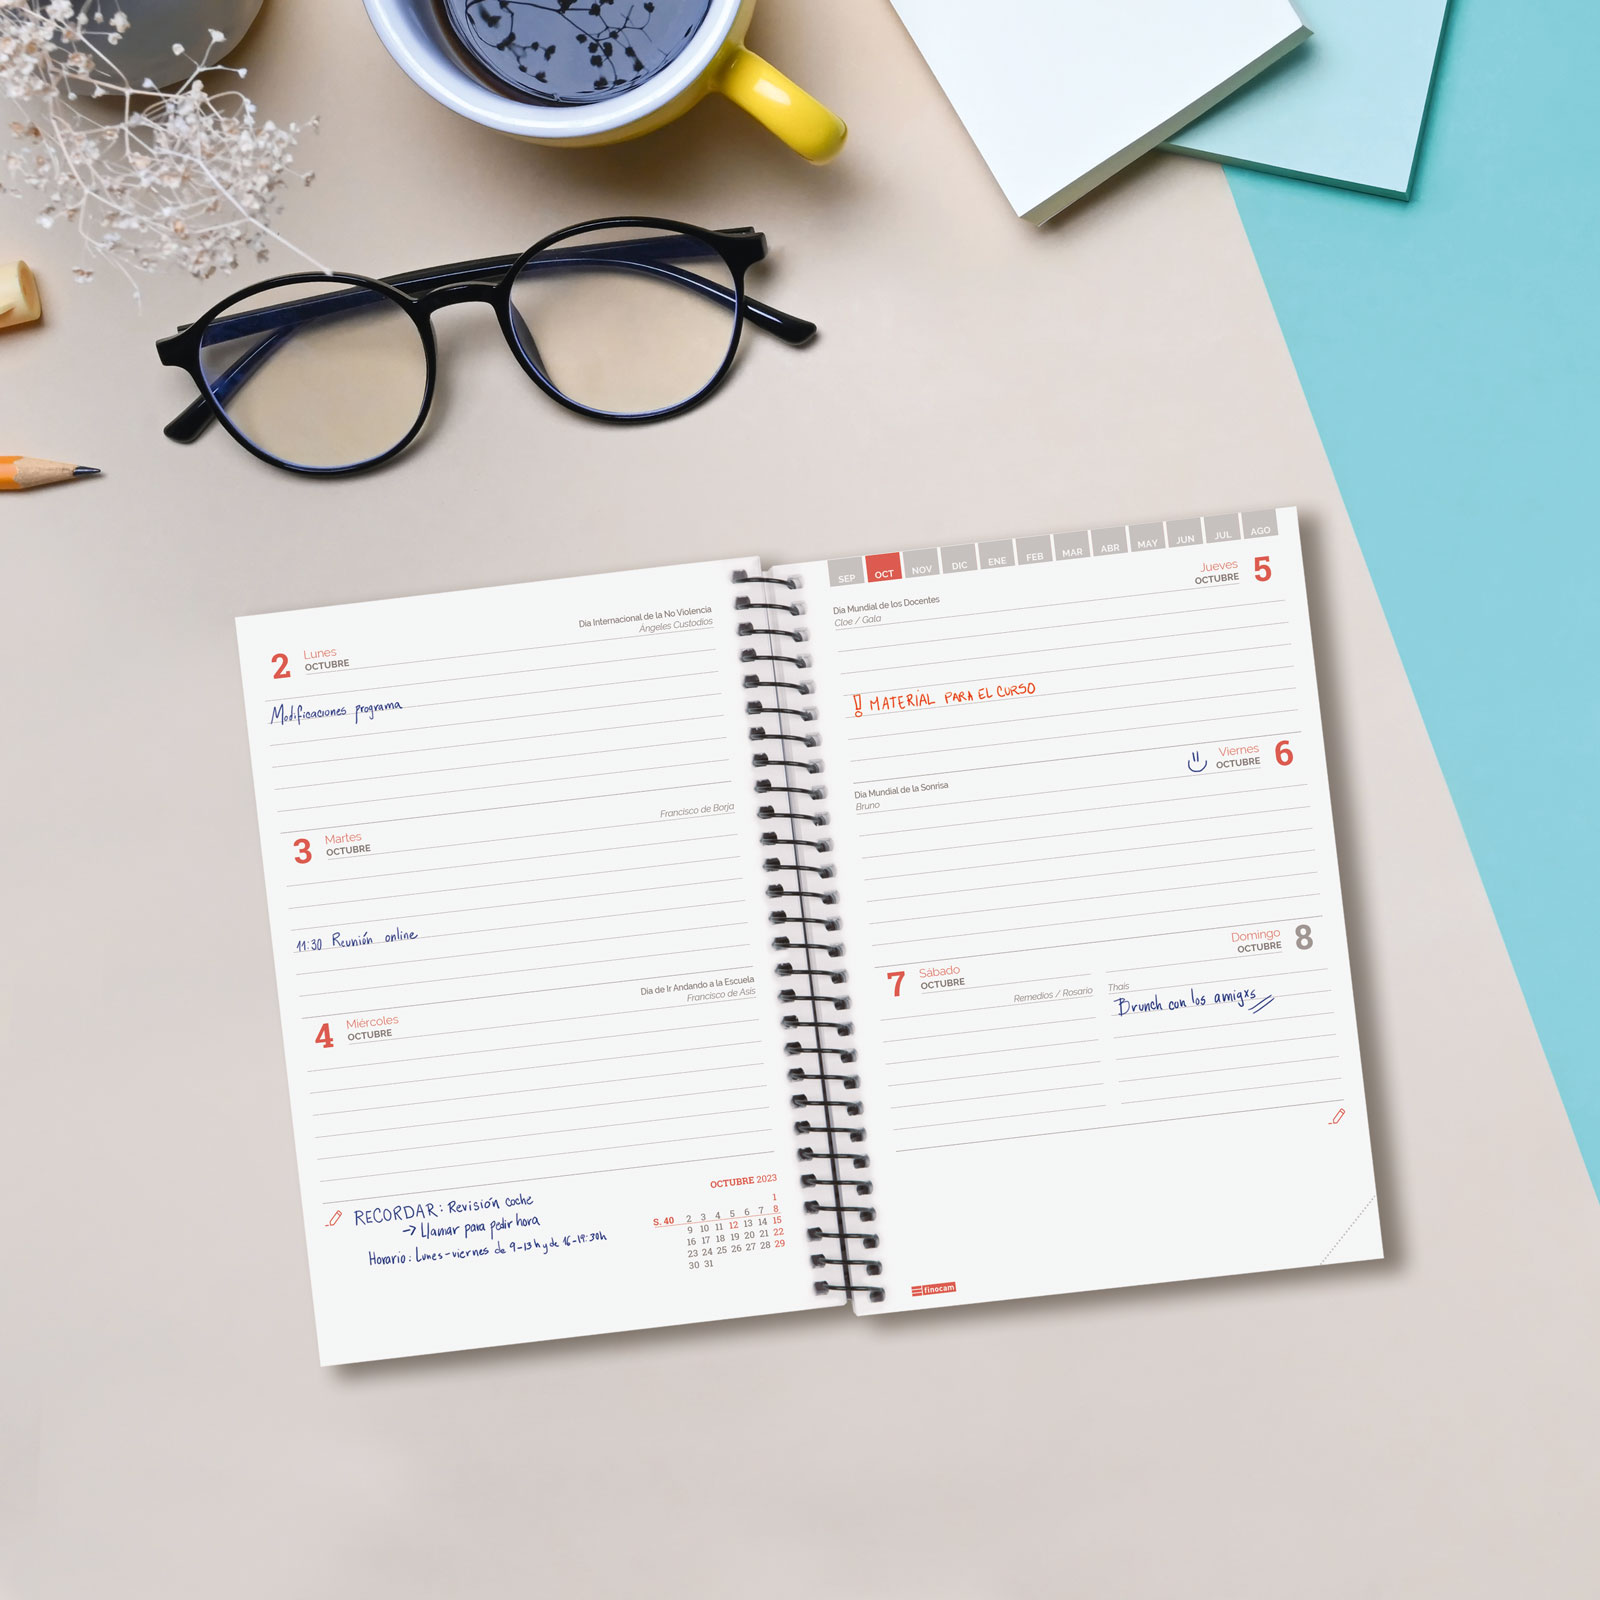 Día Internacional de la No Violencia
Ángeles Custodios
2 Lunes
OCTUBRE
Modificaciones programa
Francisco de Borja
3 Martes
OCTUBRE
11:30 Reunión online
Día de Ir Andando a la Escuela
Francisco de Asís
4 Miércoles
OCTUBRE
RECORDAR: Revisión coche
→ Llamar para pedir hora
Horario: Lunes-viernes de 9-13h y de 16-19:30h
OCTUBRE 2023
1
S. 40 2 3 4 5 6 7 8
9 10 11 12 13 14 15
16 17 18 19 20 21 22
23 24 25 26 27 28 29
30 31
SEP OCT NOV DIC ENE FEB MAR ABR MAY JUN JUL AGO
Jueves 5
OCTUBRE
Día Mundial de los Docentes
Cloe / Gala
! MATERIAL PARA EL CURSO
Viernes 6
OCTUBRE
Día Mundial de la Sonrisa
Bruno
7 Sábado
OCTUBRE
Remedios / Rosario
Domingo 8
OCTUBRE
Thais
Brunch con los amigxs
finocam